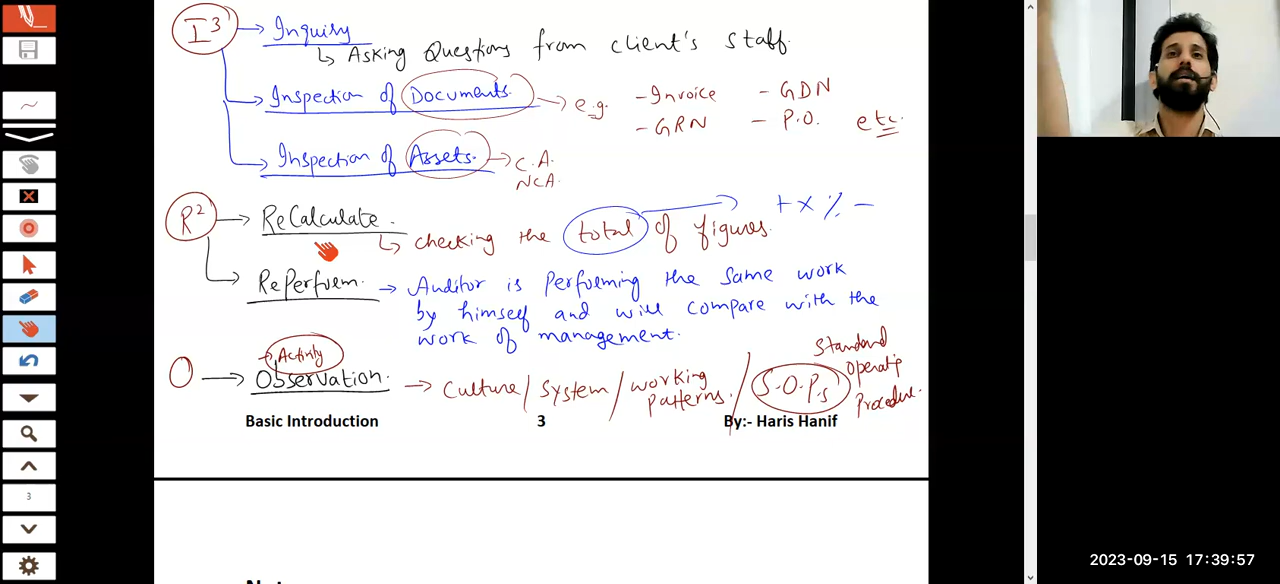 I³ → Inquiry
↳ Asking Questions from client's staff.
→ Inspection of Documents. → e.g. - Invoice - GDN
- GRN - P.O. etc.
→ Inspection of Assets. → C.A.
NCA.
R² → ReCalculate.
↳ checking the total of figures. → + × % -
→ RePerform. → Auditor is performing the same work
by himself and will compare with the
work of management.
→ Activity
O → Observation. → Culture / System / working
patterns. / S.O.P.s
Standard
Operatig
Procedure.
Basic Introduction 3 By:- Haris Hanif
3
2023-09-15 17:39:57